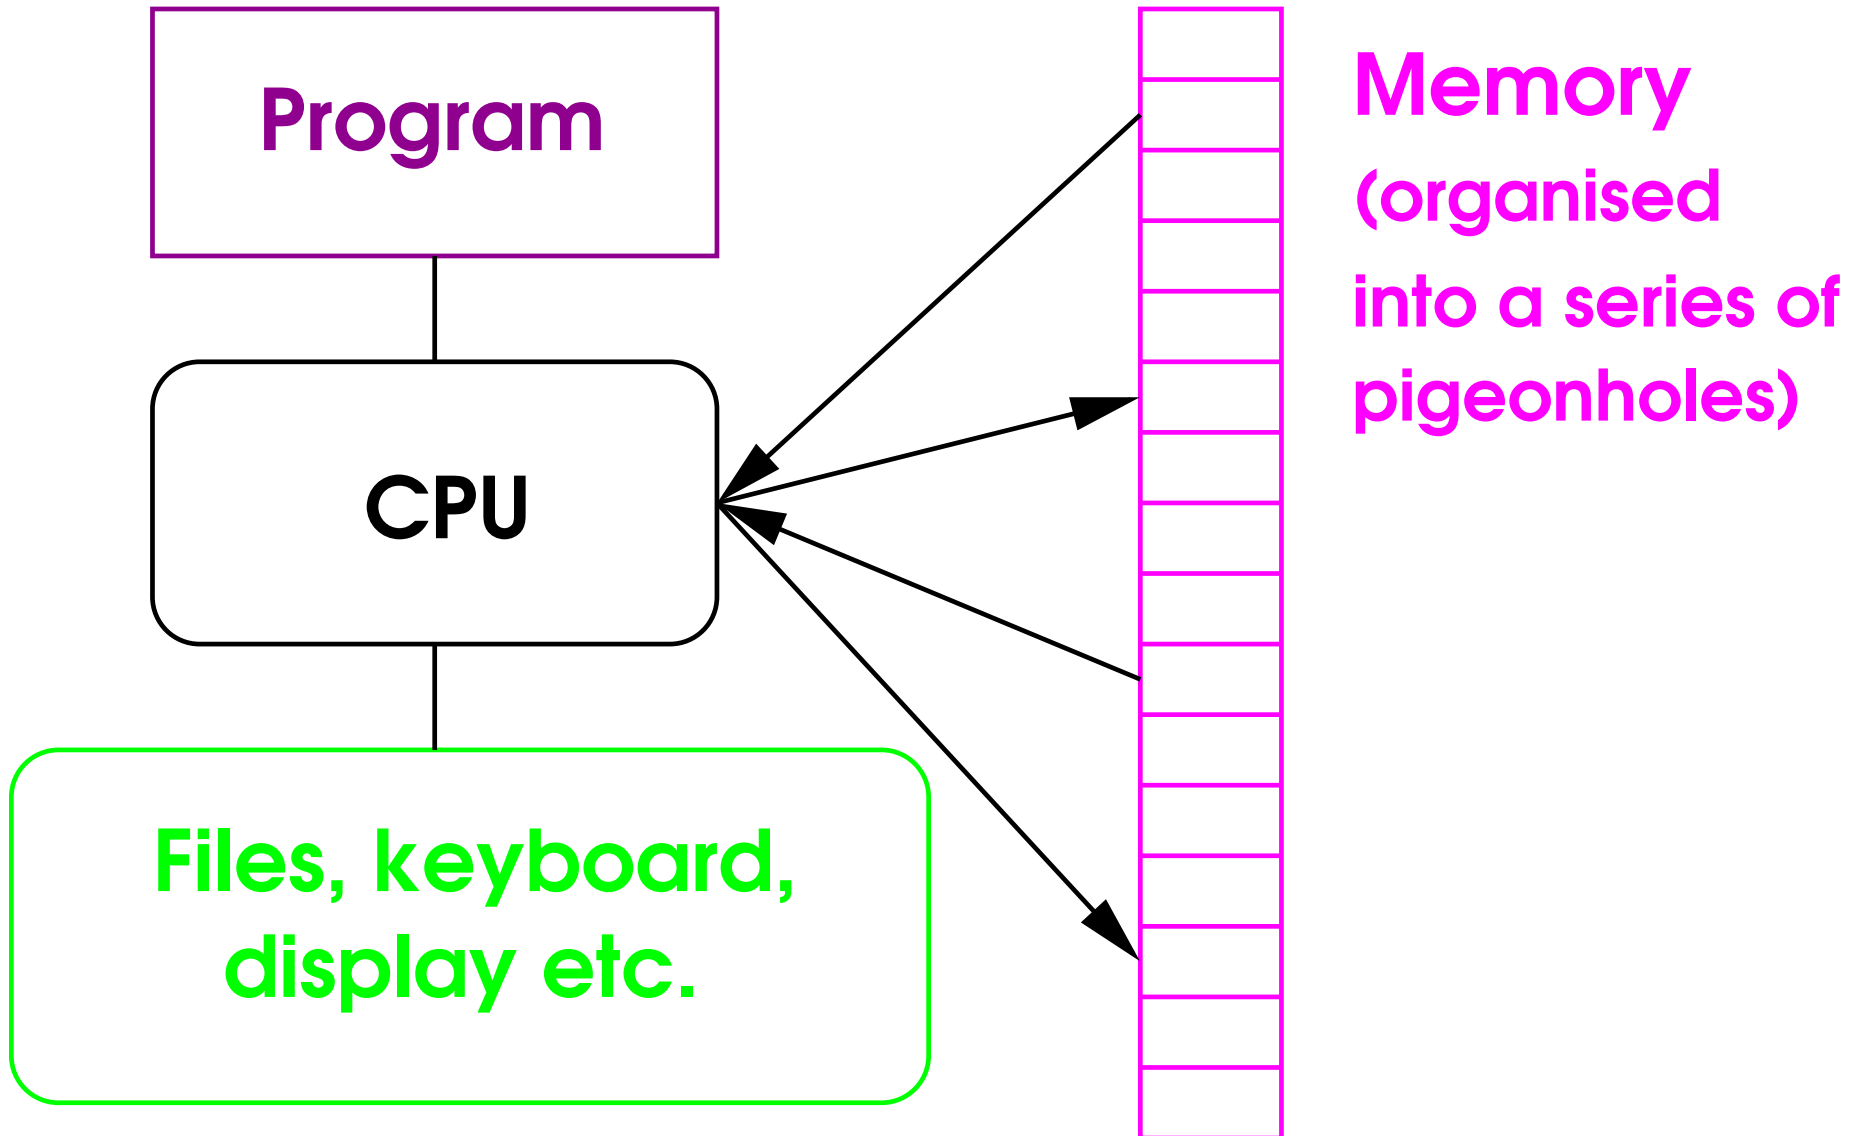 Program
CPU
Files, keyboard,
display etc.
Memory
(organised
into a series of
pigeonholes)